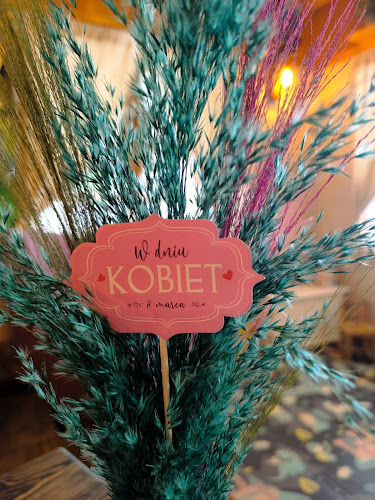 W dniu
KOBIET
8 marca